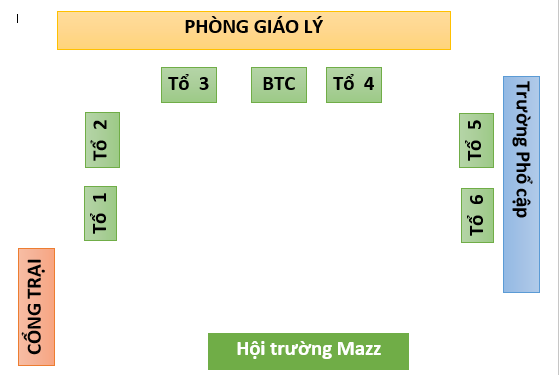 PHÒNG GIÁO LÝ
Tổ 3
BTC
Tổ 4
Tổ 2
Tổ 5
Trường Phổ cập
Tổ 1
Tổ 6
CỔNG TRẠI
Hội trường Mazz